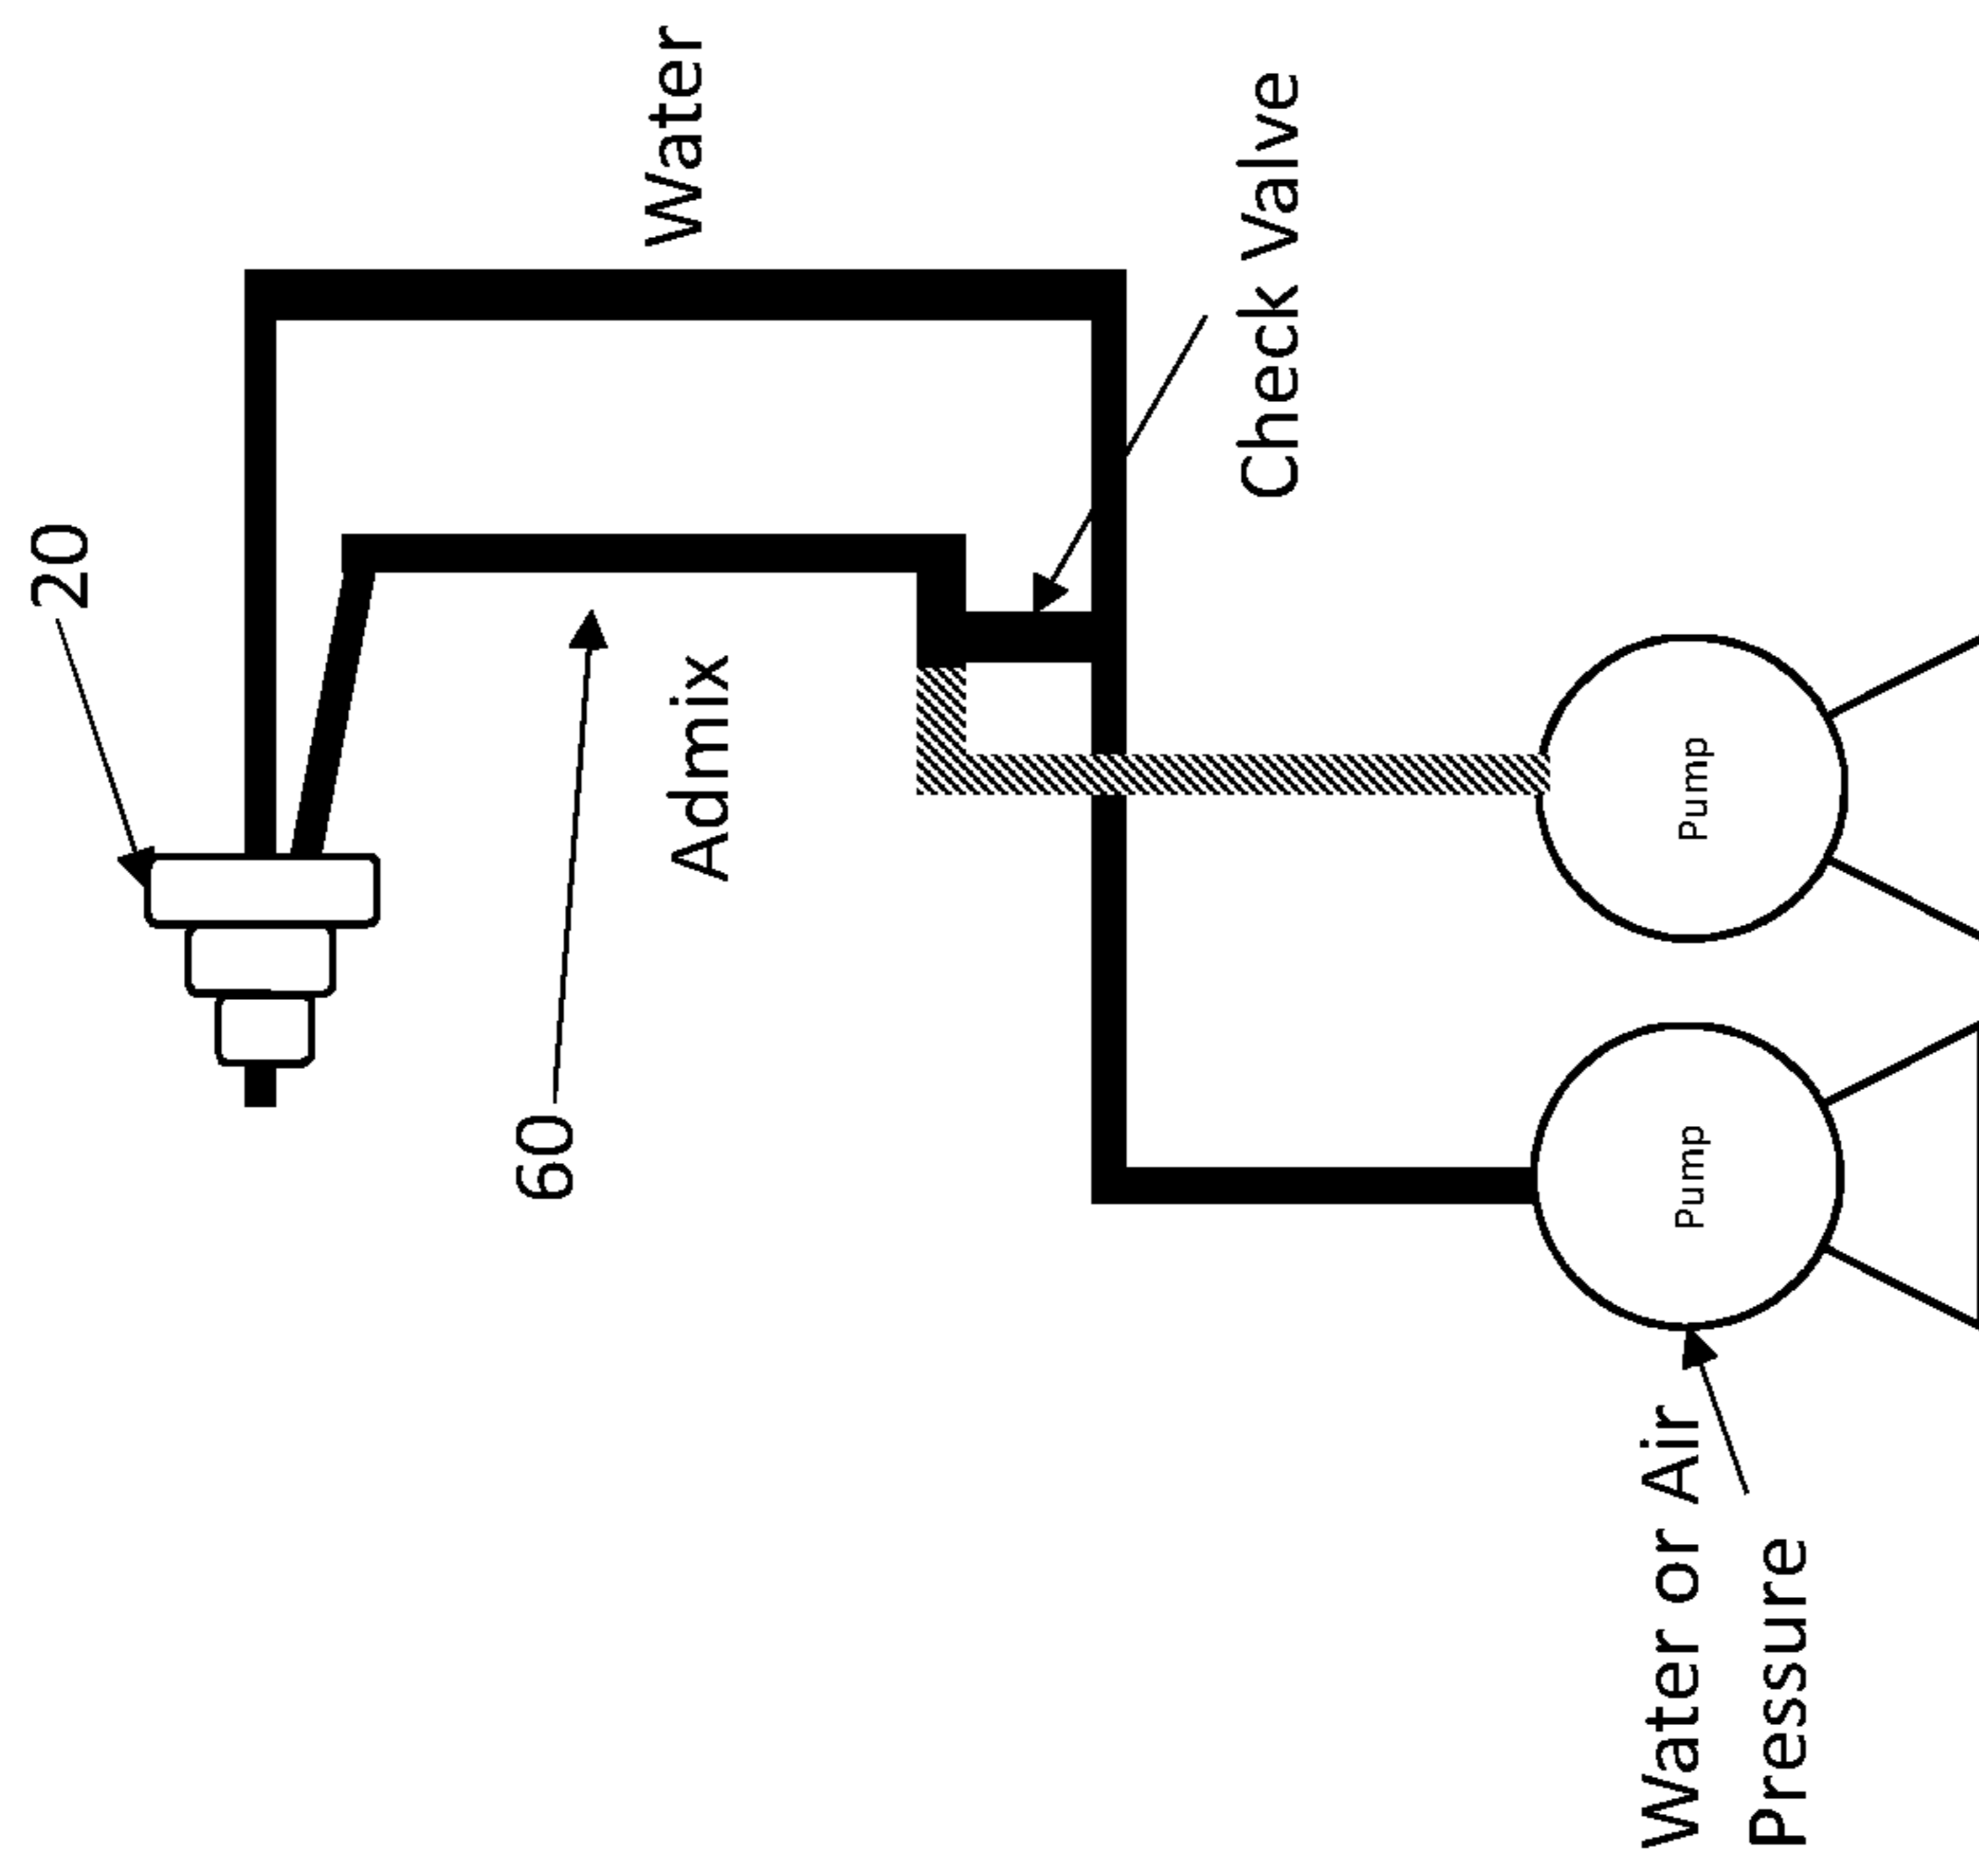 20
Water
60
Admix
Check Valve
Pump
Pump
Water or Air
Pressure